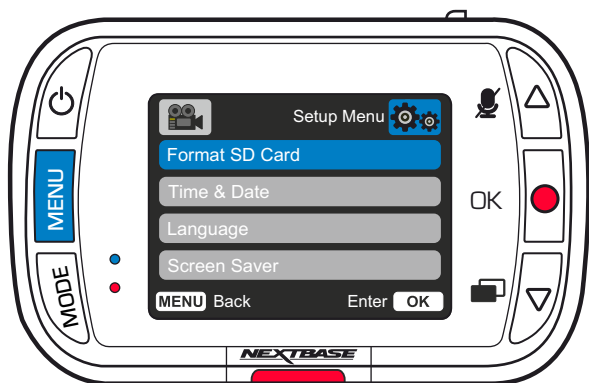 Setup Menu
Format SD Card
MENU
Time & Date
OK
Language
Screen Saver
MODE
MENU Back Enter OK
NEXTBASE